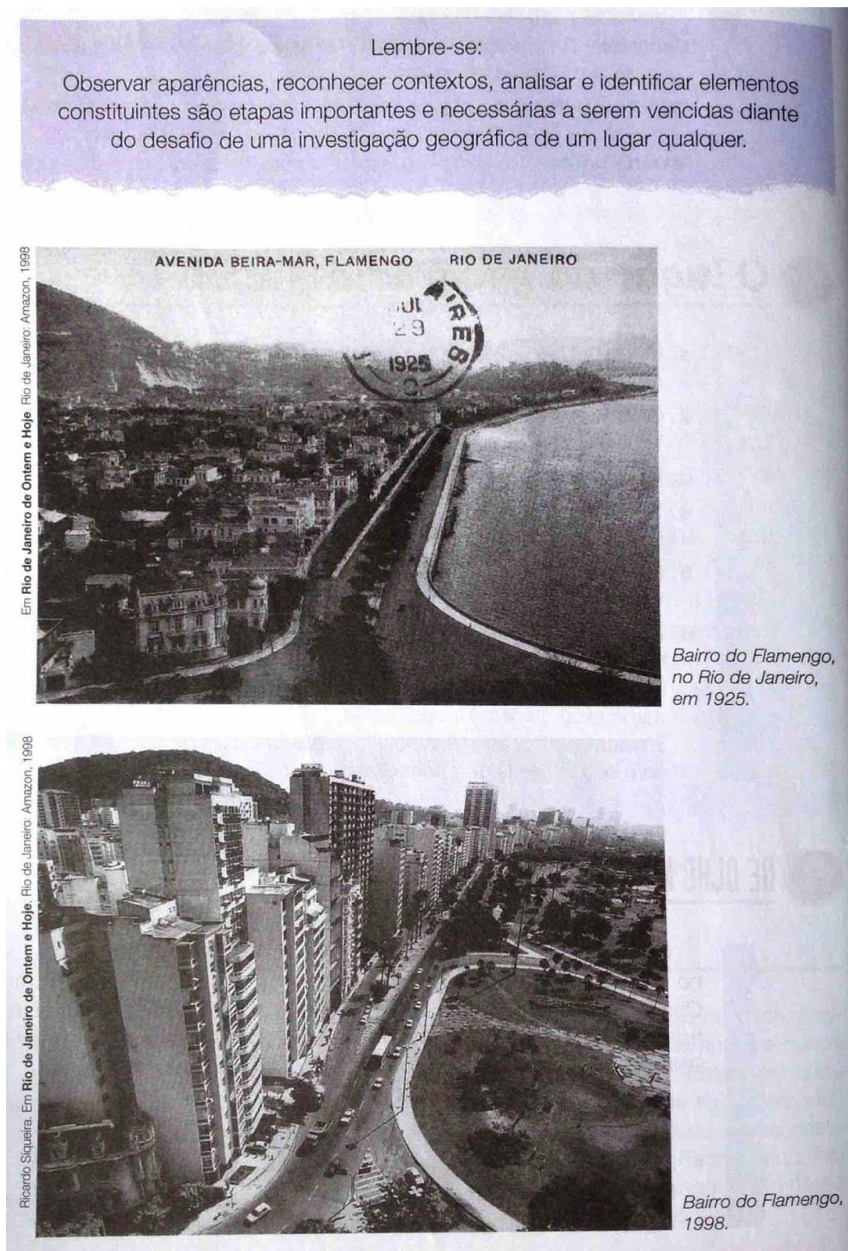 Lembre-se:
Observar aparências, reconhecer contextos, analisar e identificar elementos
constituintes são etapas importantes e necessárias a serem vencidas diante
do desafio de uma investigação geográfica de um lugar qualquer.
Em Rio de Janeiro de Ontem e Hoje. Rio de Janeiro: Amazon, 1998
AVENIDA BEIRA-MAR, FLAMENGO RIO DE JANEIRO
AIRES
JUL
29
1925
Bairro do Flamengo,
no Rio de Janeiro,
em 1925.
Ricardo Siqueira. Em Rio de Janeiro de Ontem e Hoje. Rio de Janeiro: Amazon, 1998
Bairro do Flamengo,
1998.